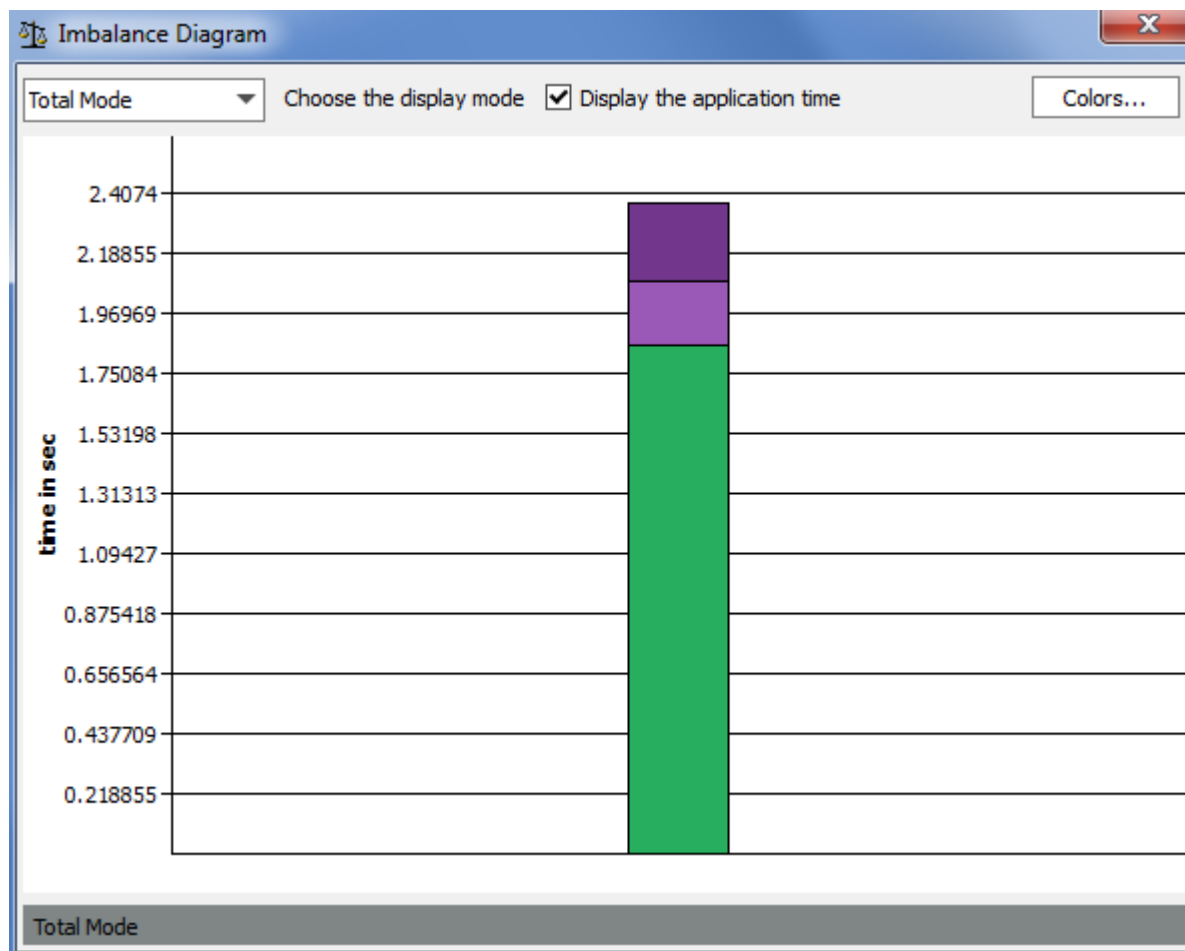 Imbalance Diagram
X
Total Mode Choose the display mode Display the application time Colors...
2.4074
2.18855
1.96969
1.75084
1.53198
1.31313
1.09427
0.875418
0.656564
0.437709
0.218855
time in sec
Total Mode